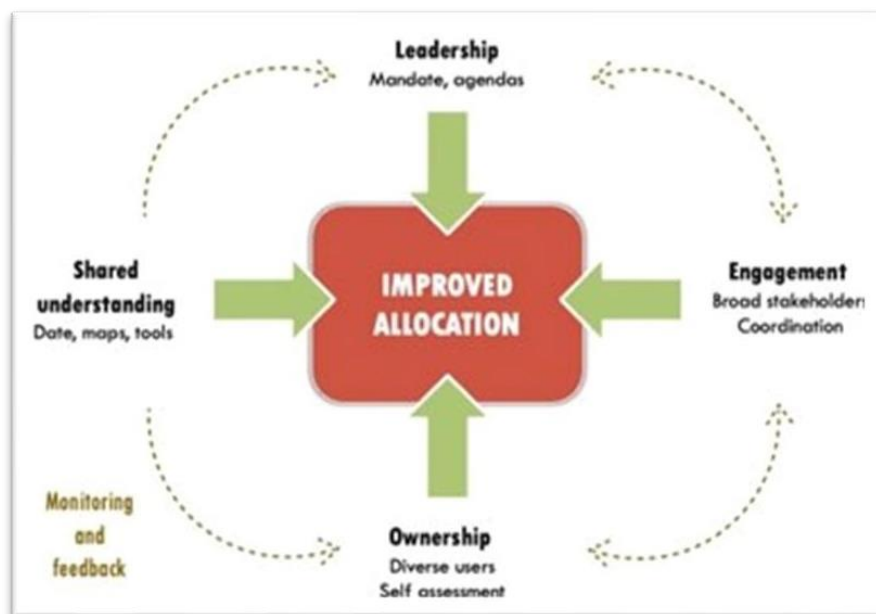 Leadership
Mandate, agendas
Shared
understanding
Date, maps, tools
IMPROVED
ALLOCATION
Engagement
Broad stakeholders
Coordination
Monitoring
and
feedback
Ownership
Diverse users
Self assessment